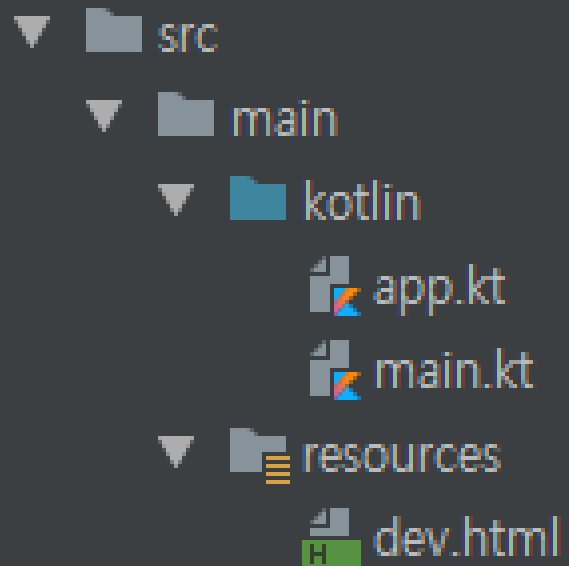 src
main
kotlin
app.kt
main.kt
resources
H dev.html